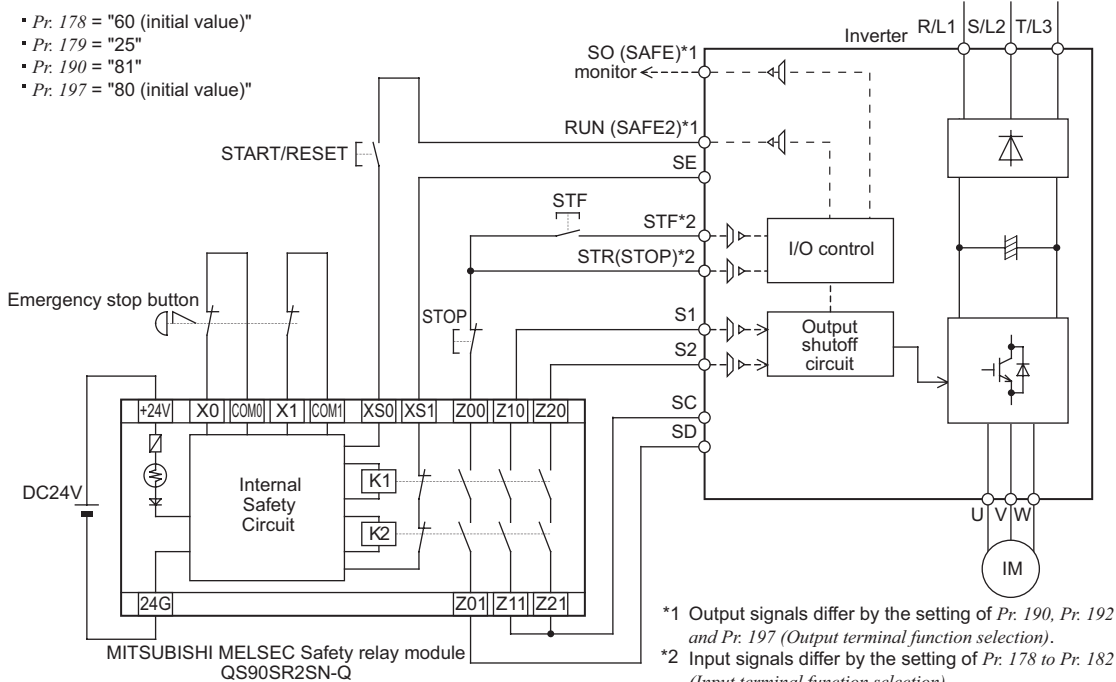 ▪ Pr. 178 = "60 (initial value)"
▪ Pr. 179 = "25"
▪ Pr. 190 = "81"
▪ Pr. 197 = "80 (initial value)"
R/L1 S/L2 T/L3
Inverter
SO (SAFE)*1
monitor
RUN (SAFE2)*1
START/RESET
SE
STF
STF*2
I/O control
STR(STOP)*2
Emergency stop button
STOP
S1
Output
shutoff
circuit
S2
SC
SD
+24V X0 COM0 X1 COM1 XS0 XS1 Z00 Z10 Z20
K1
DC24V
Internal
Safety
Circuit
K2
U V W
IM
24G
Z01 Z11 Z21
MITSUBISHI MELSEC Safety relay module
QS90SR2SN-Q
*1 Output signals differ by the setting of Pr. 190, Pr. 192
and Pr. 197 (Output terminal function selection).
*2 Input signals differ by the setting of Pr. 178 to Pr. 182
(Input terminal function selection)